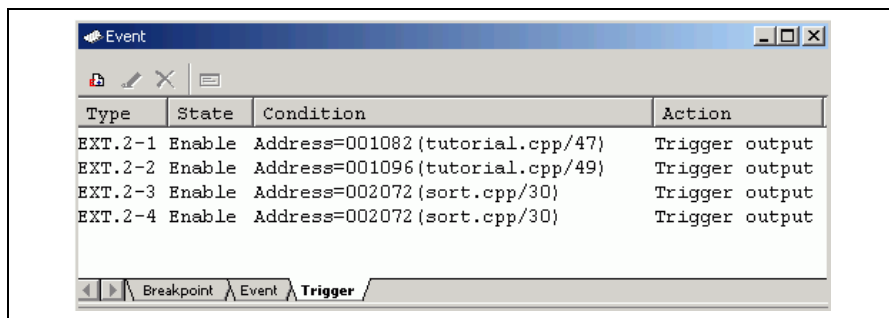 Event
Type State Condition Action
EXT.2-1 Enable Address=001082(tutorial.cpp/47) Trigger output
EXT.2-2 Enable Address=001096(tutorial.cpp/49) Trigger output
EXT.2-3 Enable Address=002072(sort.cpp/30) Trigger output
EXT.2-4 Enable Address=002072(sort.cpp/30) Trigger output
Breakpoint Event Trigger